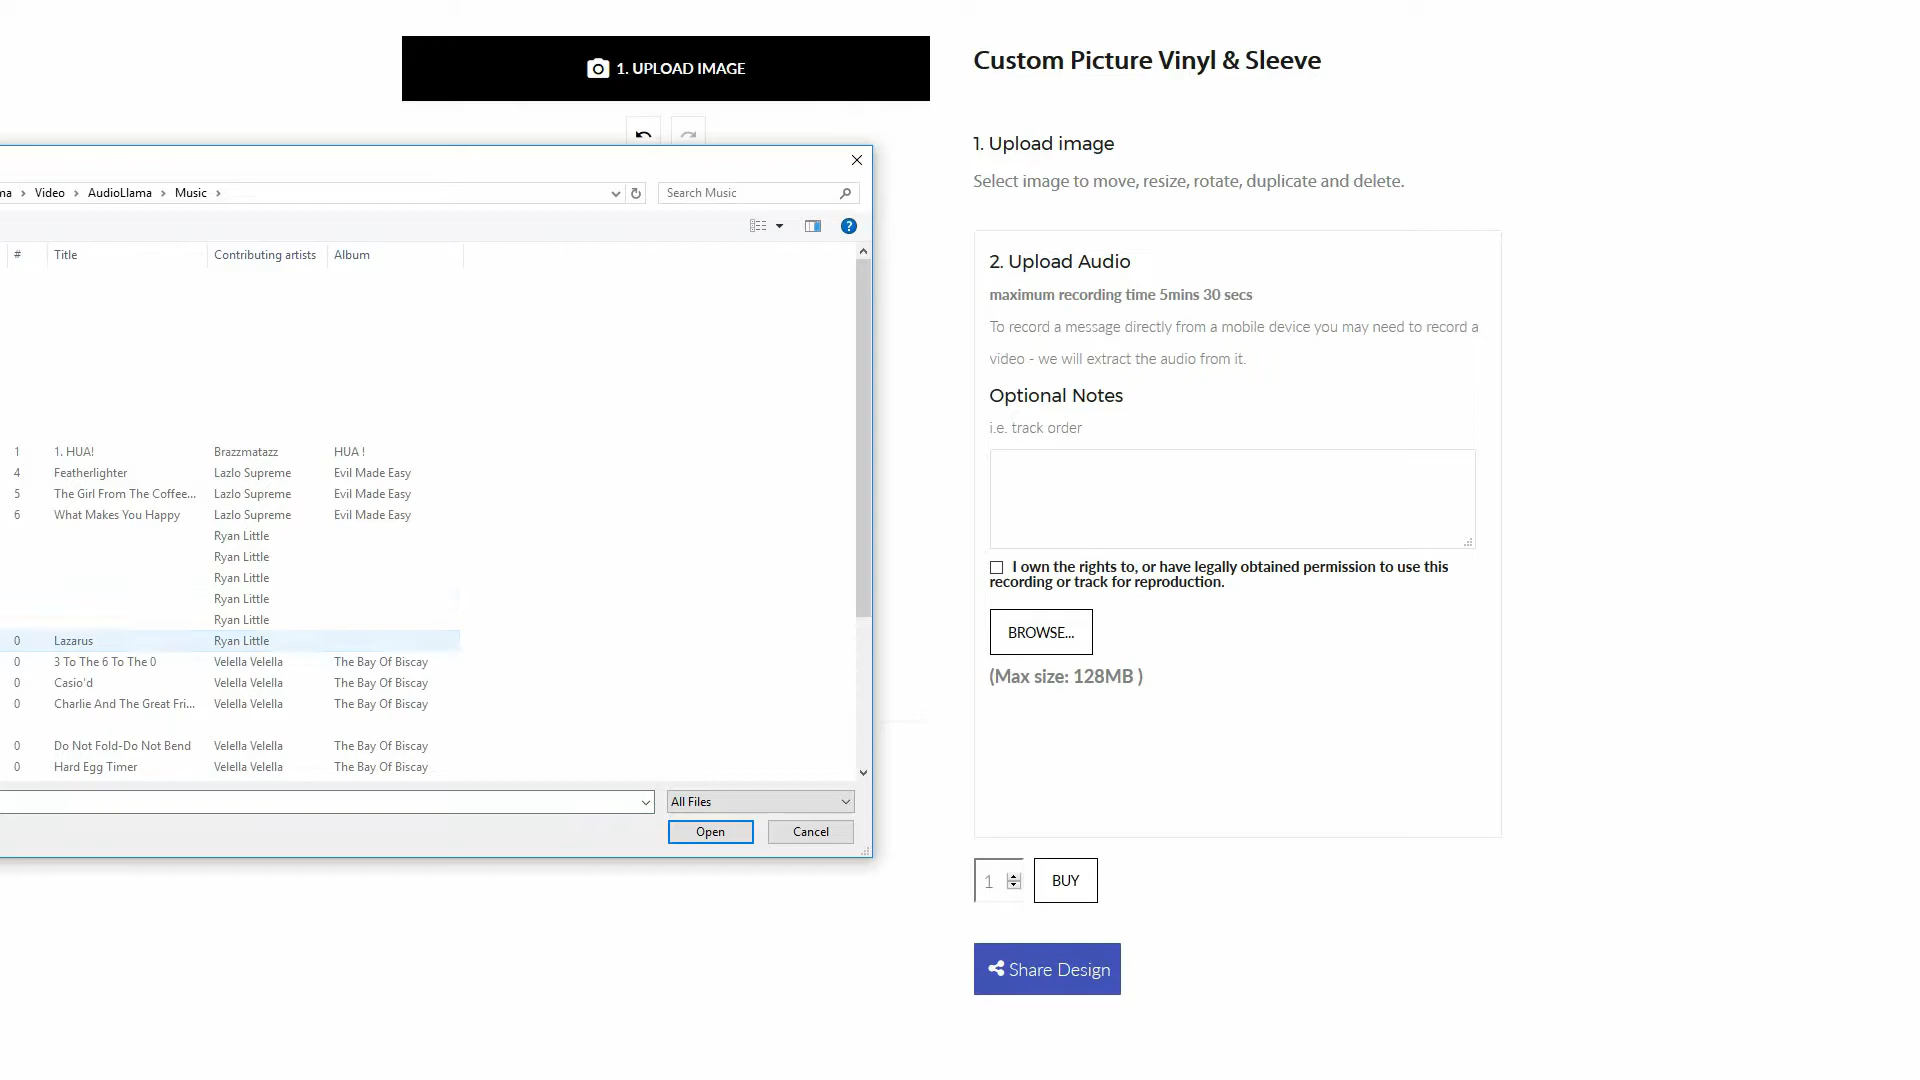 1. UPLOAD IMAGE
ma > Video > AudioLlama > Music >
Search Music
# Title Contributing artists Album
1 1. HUA! Brazzmatazz HUA !
4 Featherlighter Lazlo Supreme Evil Made Easy
5 The Girl From The Coffee... Lazlo Supreme Evil Made Easy
6 What Makes You Happy Lazlo Supreme Evil Made Easy
Ryan Little
Ryan Little
Ryan Little
Ryan Little
Ryan Little
0 Lazarus Ryan Little
0 3 To The 6 To The 0 Velella Velella The Bay Of Biscay
0 Casio'd Velella Velella The Bay Of Biscay
0 Charlie And The Great Fri... Velella Velella The Bay Of Biscay
0 Do Not Fold-Do Not Bend Velella Velella The Bay Of Biscay
0 Hard Egg Timer Velella Velella The Bay Of Biscay
All Files
Open Cancel
Custom Picture Vinyl & Sleeve
1. Upload image
Select image to move, resize, rotate, duplicate and delete.
2. Upload Audio
maximum recording time 5mins 30 secs
To record a message directly from a mobile device you may need to record a
video - we will extract the audio from it.
Optional Notes
i.e. track order
I own the rights to, or have legally obtained permission to use this
recording or track for reproduction.
BROWSE...
(Max size: 128MB )
1 BUY
Share Design